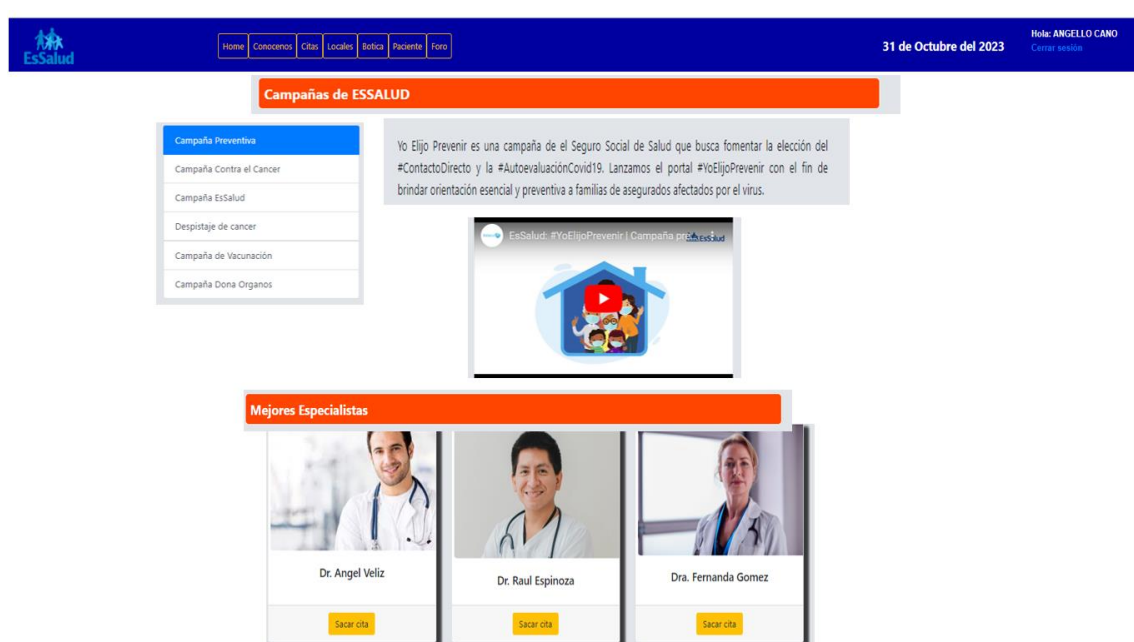 EsSalud
Home Conocenos Citas Locales Botica Paciente Foro
31 de Octubre del 2023
Hola: ANGELLO CANO
Cerrar sesión
Campañas de ESSALUD
Campaña Preventiva
Campaña Contra el Cancer
Campaña EsSalud
Despistaje de cancer
Campaña de Vacunación
Campaña Dona Organos
Yo Elijo Prevenir es una campaña de el Seguro Social de Salud que busca fomentar la elección del
#ContactoDirecto y la #AutoevaluaciónCovid19. Lanzamos el portal #YoElijoPrevenir con el fin de
brindar orientación esencial y preventiva a familias de asegurados afectados por el virus.
EsSalud: #YoElijoPrevenir | Campaña
EsSalud
Mejores Especialistas
Dr. Angel Veliz
Dr. Raul Espinoza
Dra. Fernanda Gomez
Sacar cita
Sacar cita
Sacar cita